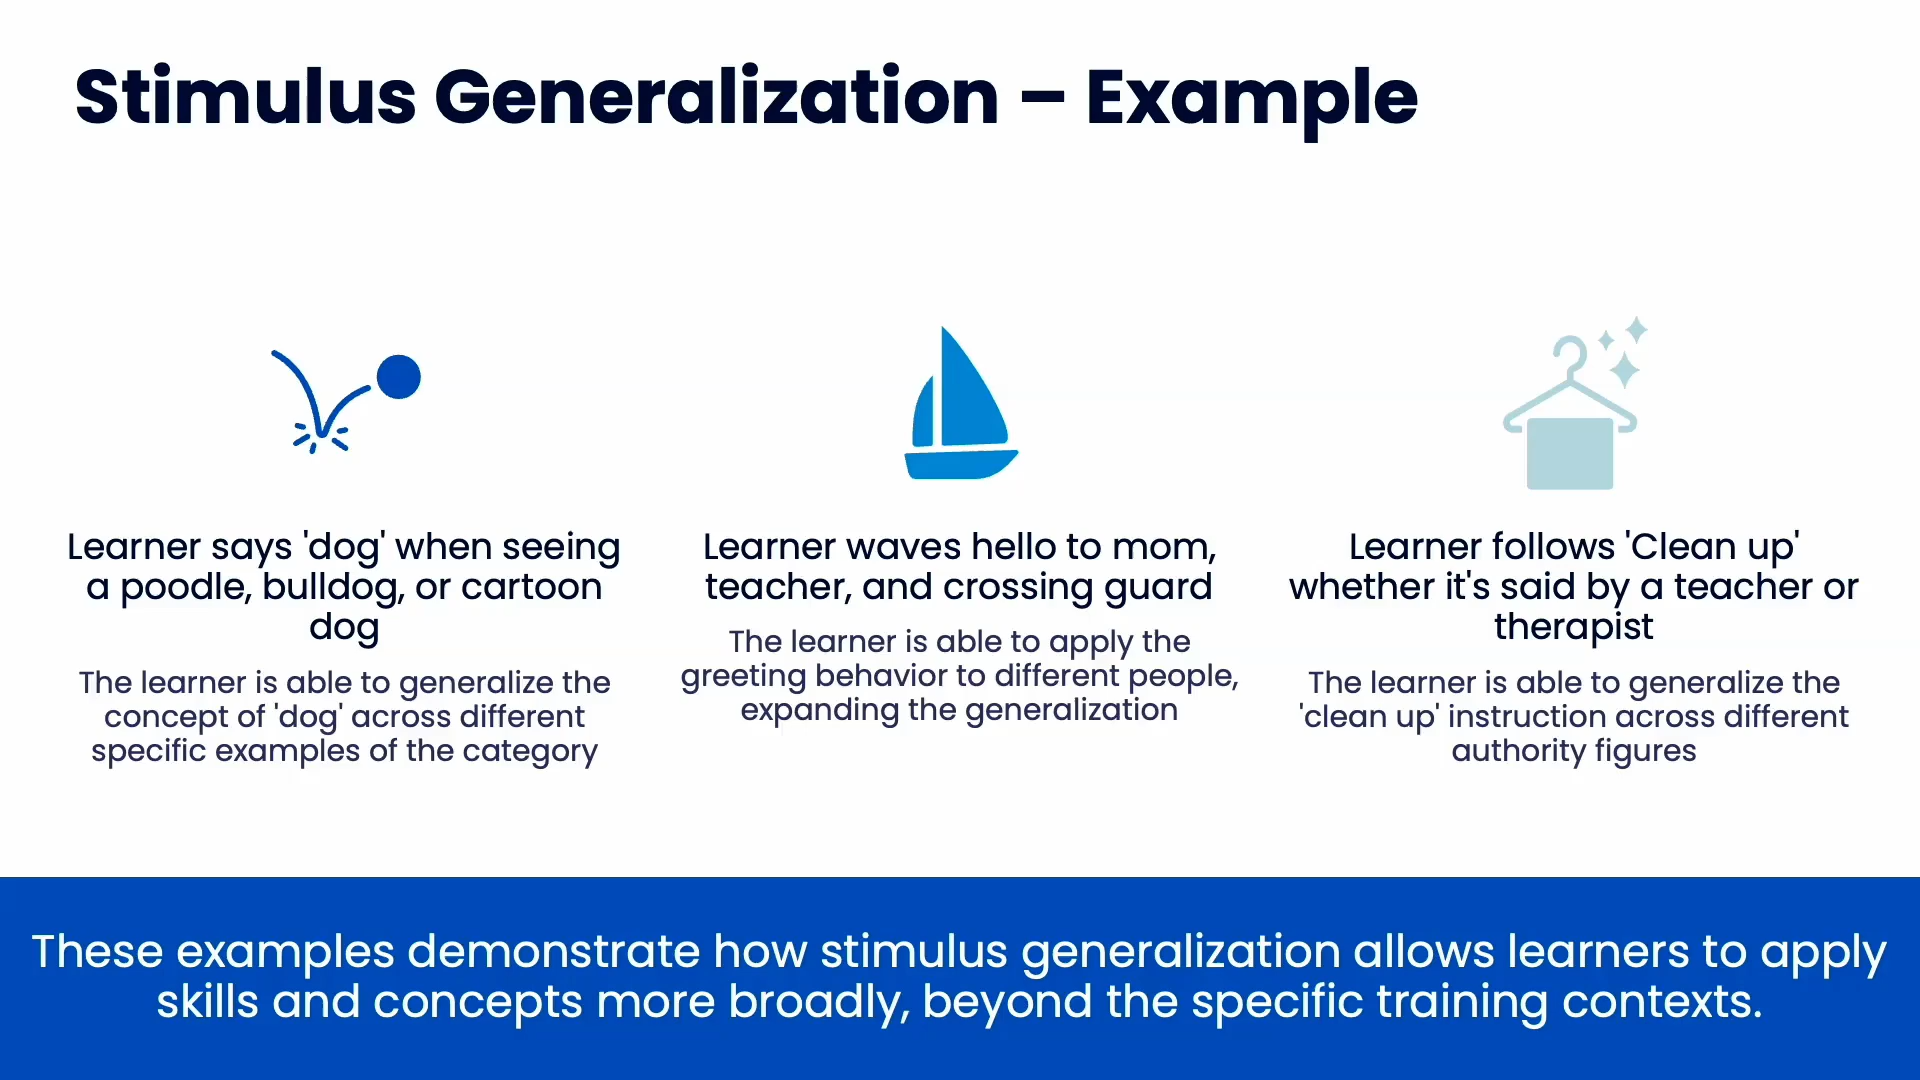 Stimulus Generalization – Example
Learner says 'dog' when seeing
a poodle, bulldog, or cartoon
dog
The learner is able to generalize the
concept of 'dog' across different
specific examples of the category
Learner waves hello to mom,
teacher, and crossing guard
The learner is able to apply the
greeting behavior to different people,
expanding the generalization
Learner follows 'Clean up'
whether it's said by a teacher or
therapist
The learner is able to generalize the
'clean up' instruction across different
authority figures
These examples demonstrate how stimulus generalization allows learners to apply
skills and concepts more broadly, beyond the specific training contexts.